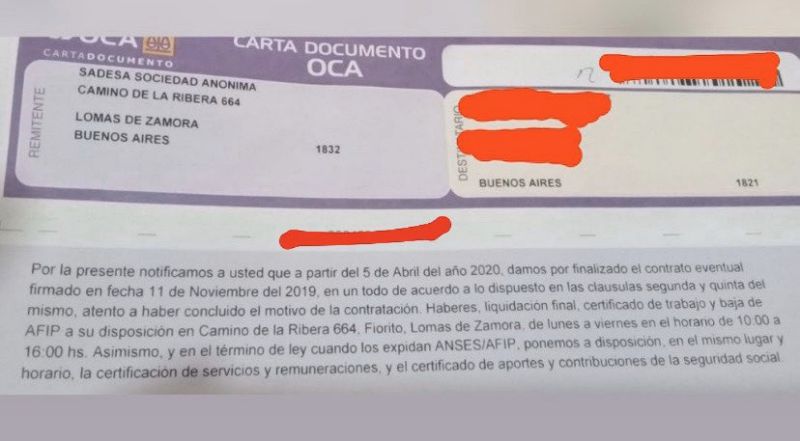 OCA
CARTADOCUMENTO
CARTA DOCUMENTO
OCA
REMITENTE
SADESA SOCIEDAD ANONIMA
CAMINO DE LA RIBERA 664
LOMAS DE ZAMORA
BUENOS AIRES
1832
BUENOS AIRES
1821
Por la presente notificamos a usted que a partir del 5 de Abril del año 2020, damos por finalizado el contrato eventual
firmado en fecha 11 de Noviembre del 2019, en un todo de acuerdo a lo dispuesto en las clausulas segunda y quinta del
mismo, atento a haber concluido el motivo de la contratación. Haberes, liquidación final, certificado de trabajo y baja de
AFIP a su disposición en Camino de la Ribera 664, Fiorito, Lomas de Zamora, de lunes a viernes en el horario de 10:00 a
16:00 hs. Asimismo, y en el término de ley cuando los expidan ANSES/AFIP, ponemos a disposición, en el mismo lugar y
horario, la certificación de servicios y remuneraciones, y el certificado de aportes y contribuciones de la seguridad social.